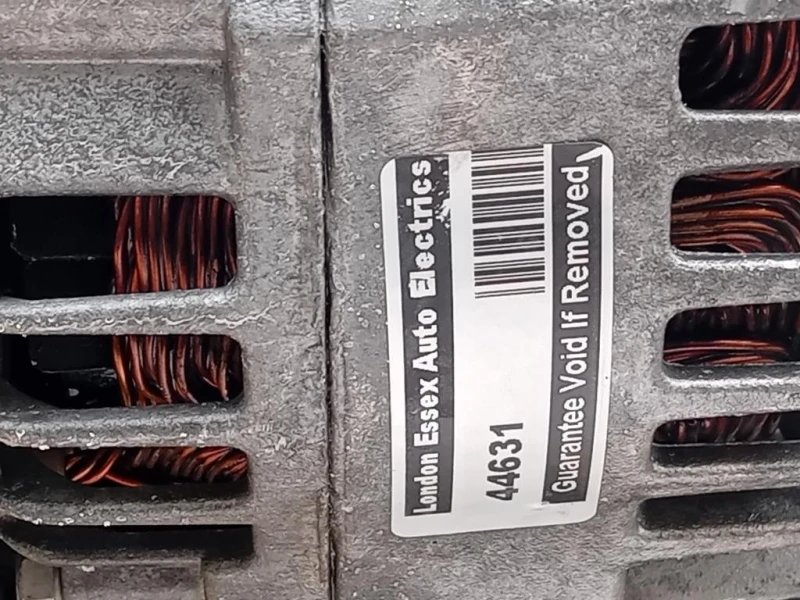 London Essex Auto Electrics
44631
Guarantee Void If Removed